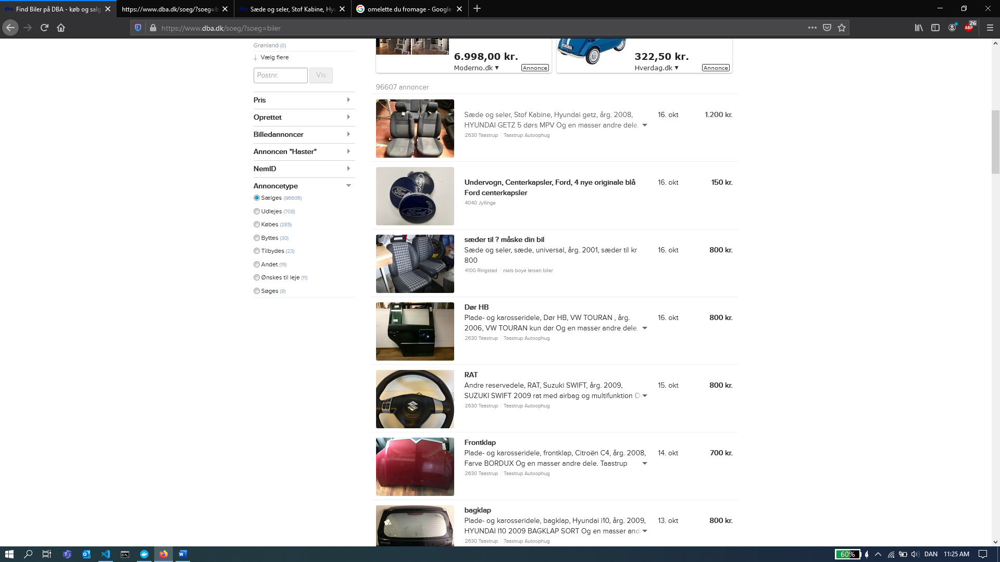 dba Find Biler på DBA - køb og salg
https://www.dba.dk/soeg/?soeg=b
dba Sæde og seler, Stof Kabine, Hyu
omelette du fromage - Google-
https://www.dba.dk/soeg/?soeg=biler
ABP 26
Grønland (0)
Vælg flere
Postnr. Vis
Pris
Oprettet
Billedannoncer
Annoncen "Haster"
NemID
Annoncetype
Sælges (96606)
Udlejes (708)
Købes (285)
Byttes (30)
Tilbydes (23)
Andet (15)
Ønskes til leje (11)
Søges (8)
6.998,00 kr.
Moderno.dk ▼ Annonce
322,50 kr.
Hverdag.dk ▼ Annonce
96607 annoncer
Sæde og seler, Stof Kabine, Hyundai getz, årg. 2008, 16. okt 1.200 kr.
HYUNDAI GETZ 5 dørs MPV Og en masser andre dele.
2630 Taastrup | Taastrup Autoophug
Ford
Ford
Ford
Undervogn, Centerkapsler, Ford, 4 nye originale blå 16. okt 150 kr.
Ford centerkapsler
4040 Jyllinge
sæder til ? måske din bil
Sæde og seler, sæde, universal, årg. 2001, sæder til kr 16. okt 800 kr.
800
4100 Ringsted | niels boye larsen biler
Dør HB
Plade- og karosseridele, Dør HB, VW TOURAN , årg. 16. okt 800 kr.
2006, VW TOURAN kun dør Og en masser andre dele.
2630 Taastrup | Taastrup Autoophug
RAT
Andre reservedele, RAT, Suzuki SWIFT, årg. 2009, 15. okt 800 kr.
SUZUKI SWIFT 2009 rat med airbag og multifunktion O
2630 Taastrup | Taastrup Autoophug
Frontklap
Plade- og karosseridele, frontklap, Citroën C4, årg. 2008, 14. okt 700 kr.
Farve BORDUX Og en masser andre dele. Taastrup
2630 Taastrup | Taastrup Autoophug
bagklap
Plade- og karosseridele, bagklap, Hyundai i10, årg. 2009, 13. okt 800 kr.
HYUNDAI I10 2009 BAGKLAP SORT Og en masser and
2630 Taastrup | Taastrup Autoophug
60% DAN 11:25 AM